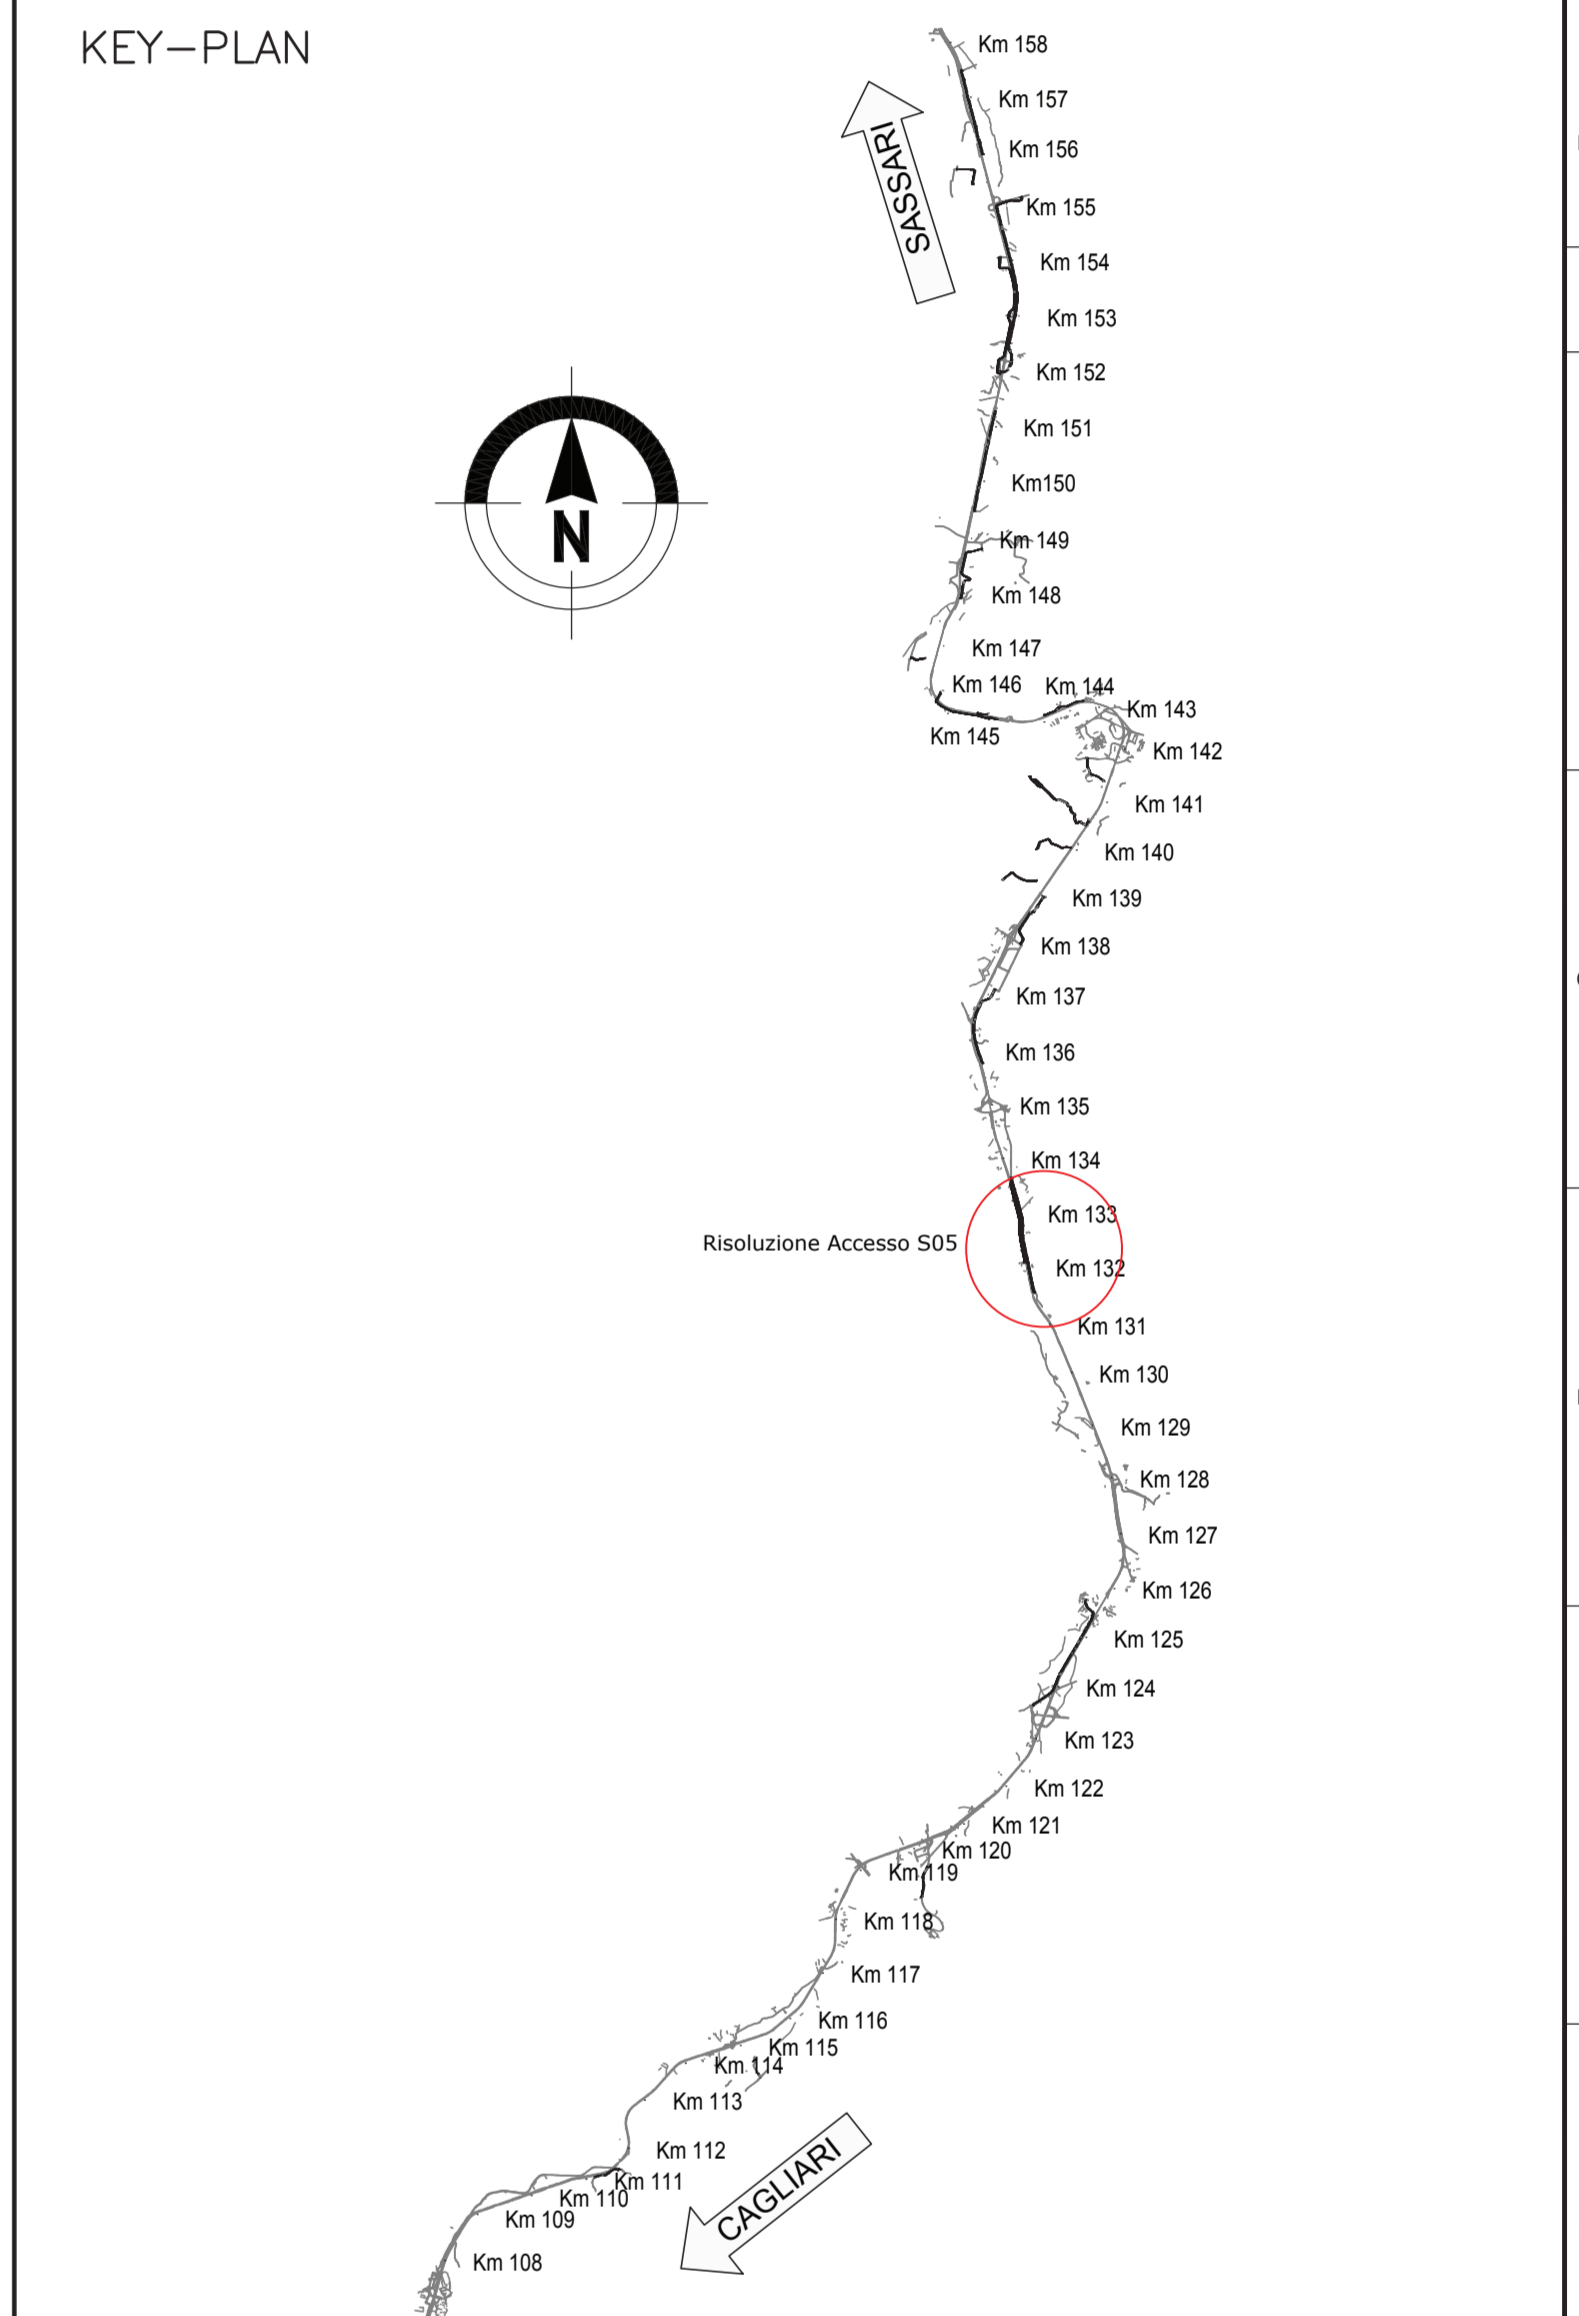 KEY-PLAN
Km 158
Km 157
SASSARI
Km 156
Km 155
Km 154
Km 153
Km 152
Km 151
Km150
N
Km 149
Km 148
Km 147
Km 146
Km 144
Km 143
Km 145
Km 142
Km 141
Km 140
Km 139
Km 138
Km 137
Km 136
Km 135
Km 134
Km 133
Risoluzione Accesso S05
Km 132
Km 131
Km 130
Km 129
Km 128
Km 127
Km 126
Km 125
Km 124
Km 123
Km 122
Km 121
Km 120
Km 119
Km 118
Km 117
Km 116
Km 115
Km 114
Km 113
Km 112
Km 111
CAGLIARI
Km 110
Km 109
Km 108